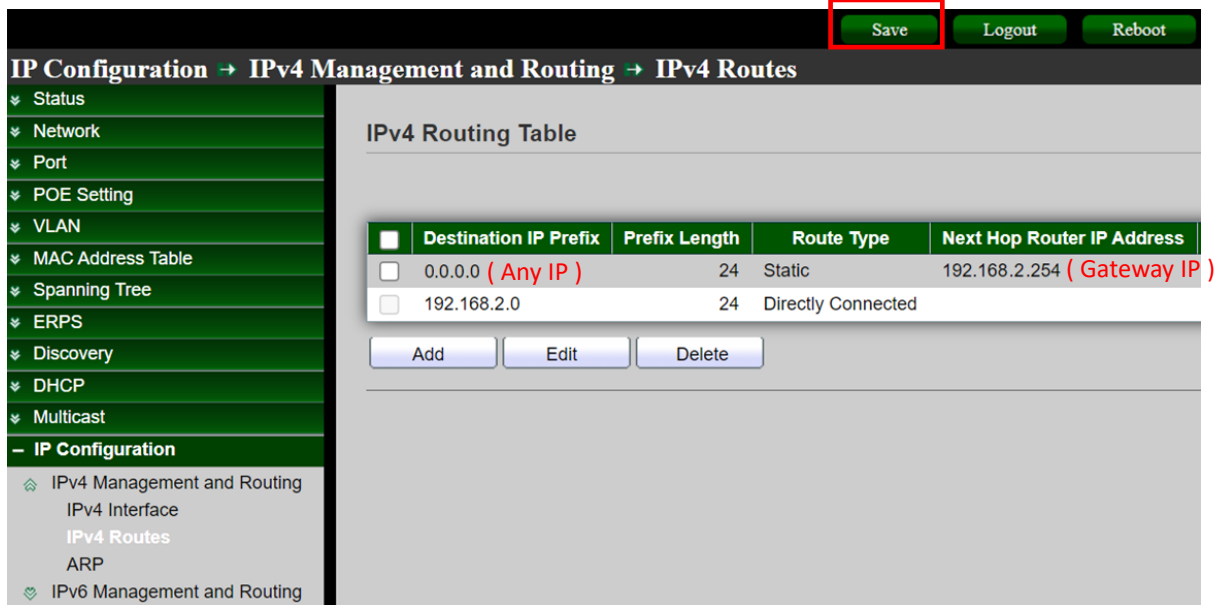 Save Logout Reboot
IP Configuration → IPv4 Management and Routing → IPv4 Routes
Status
Network
Port
POE Setting
VLAN
MAC Address Table
Spanning Tree
ERPS
Discovery
DHCP
Multicast
IP Configuration
IPv4 Management and Routing
IPv4 Interface
IPv4 Routes
ARP
IPv6 Management and Routing
IPv4 Routing Table
Destination IP Prefix Prefix Length Route Type Next Hop Router IP Address
0.0.0.0 ( Any IP ) 24 Static 192.168.2.254 ( Gateway IP )
192.168.2.0 24 Directly Connected
Add Edit Delete